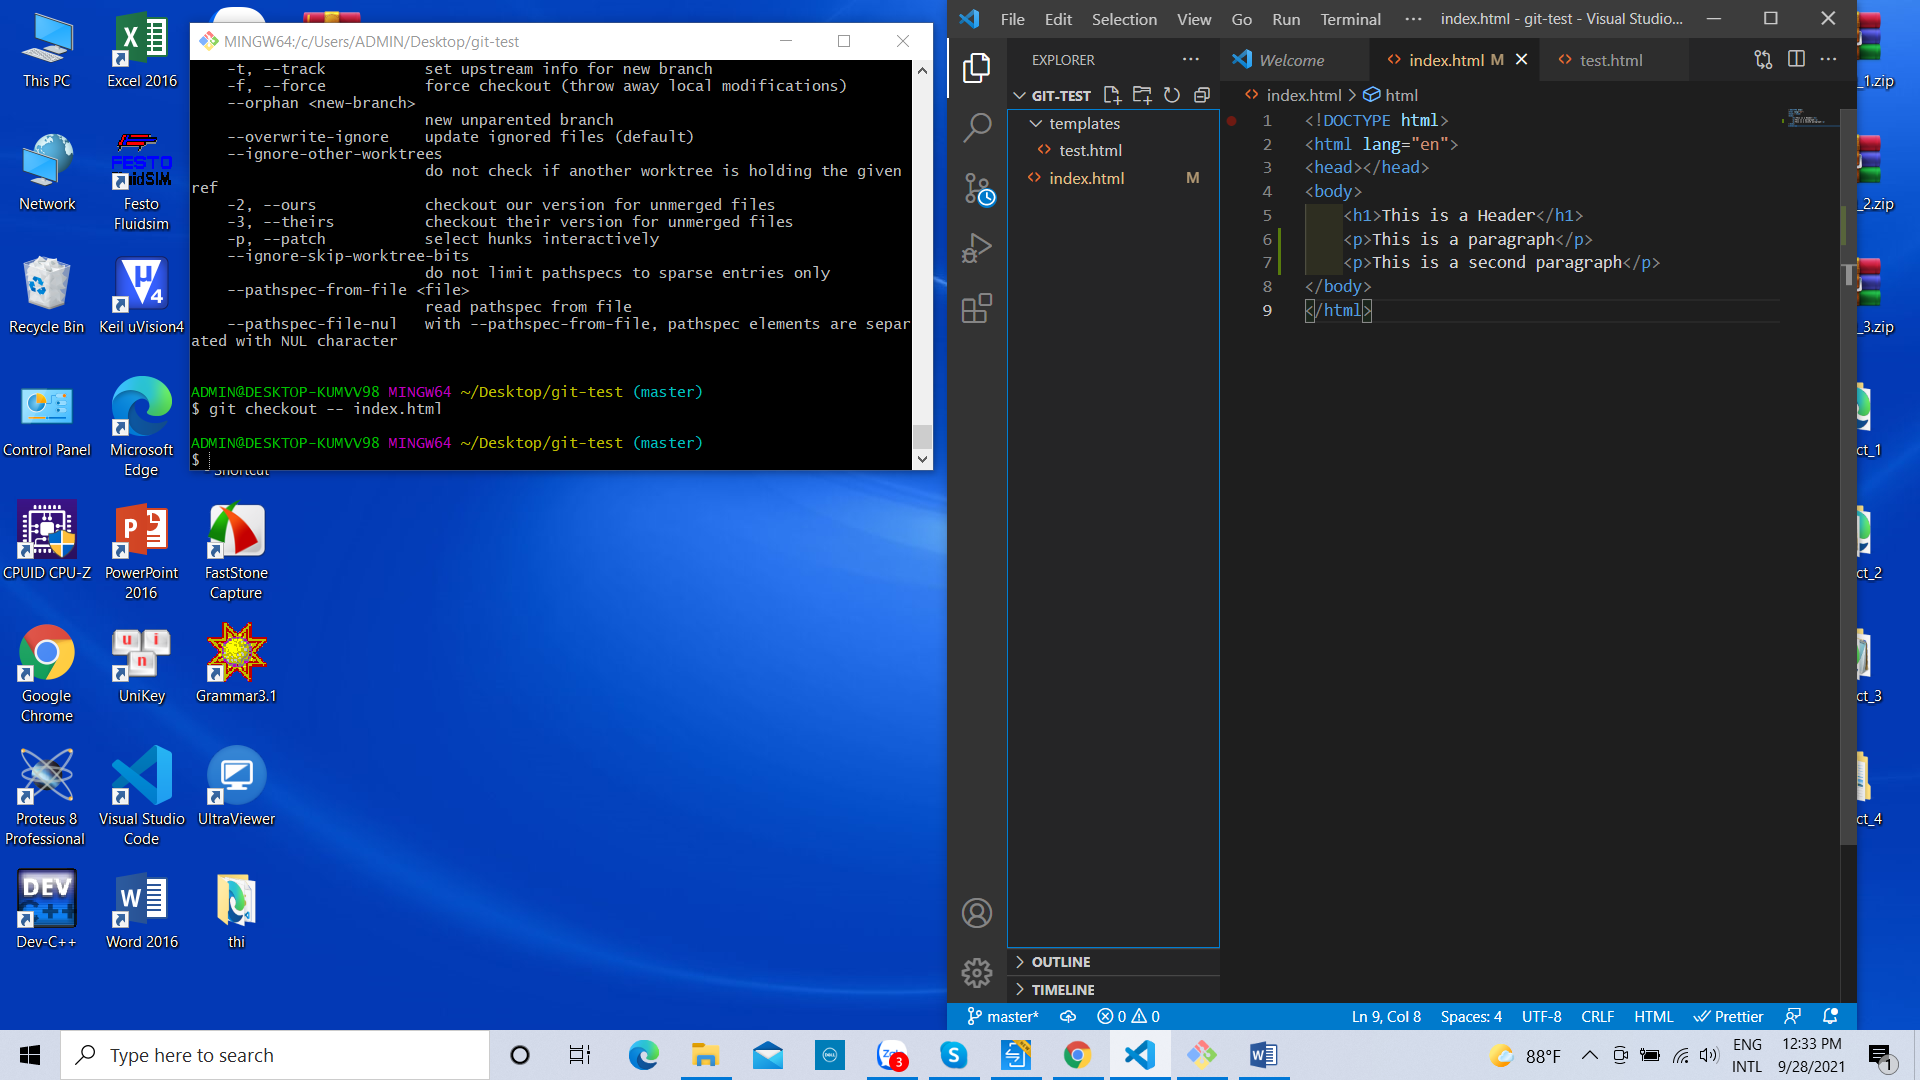 This PC
Excel 2016
Network
FESTO
FluidSIM
Festo
Fluidsim
Recycle Bin
Keil uVision4
Control Panel
Microsoft
Edge
Shortcut
CPUID CPU-Z
PowerPoint
2016
FastStone
Capture
Google
Chrome
UniKey
Grammar3.1
Proteus 8
Professional
Visual Studio
Code
UltraViewer
DEV
C++
Dev-C++
Word 2016
thi
MINGW64:/c/Users/ADMIN/Desktop/git-test
-t, --track set upstream info for new branch
-f, --force force checkout (throw away local modifications)
--orphan <new-branch>
new unparented branch
--overwrite-ignore update ignored files (default)
--ignore-other-worktrees
do not check if another worktree is holding the given
ref
-2, --ours checkout our version for unmerged files
-3, --theirs checkout their version for unmerged files
-p, --patch select hunks interactively
--ignore-skip-worktree-bits
do not limit pathspecs to sparse entries only
--pathspec-from-file <file>
read pathspec from file
--pathspec-file-nul with --pathspec-from-file, pathspec elements are separ
ated with NUL character
ADMIN@DESKTOP-KUMVV98 MINGW64 ~/Desktop/git-test (master)
$ git checkout -- index.html
ADMIN@DESKTOP-KUMVV98 MINGW64 ~/Desktop/git-test (master)
$
File Edit Selection View Go Run Terminal ··· index.html - git-test - Visual Studio...
EXPLORER
Welcome
index.html M
test.html
GIT-TEST
templates
test.html
index.html M
index.html > html
1 <!DOCTYPE html>
2 <html lang="en">
3 <head></head>
4 <body>
5 <h1>This is a Header</h1>
6 <p>This is a paragraph</p>
7 <p>This is a second paragraph</p>
8 </body>
9 </html>
OUTLINE
TIMELINE
master* 0 0 Ln 9, Col 8 Spaces: 4 UTF-8 CRLF HTML Prettier
_1.zip
_2.zip
_3.zip
ct_1
ct_2
ct_3
ct_4
Type here to search
3
88°F
ENG
INTL
12:33 PM
9/28/2021
1